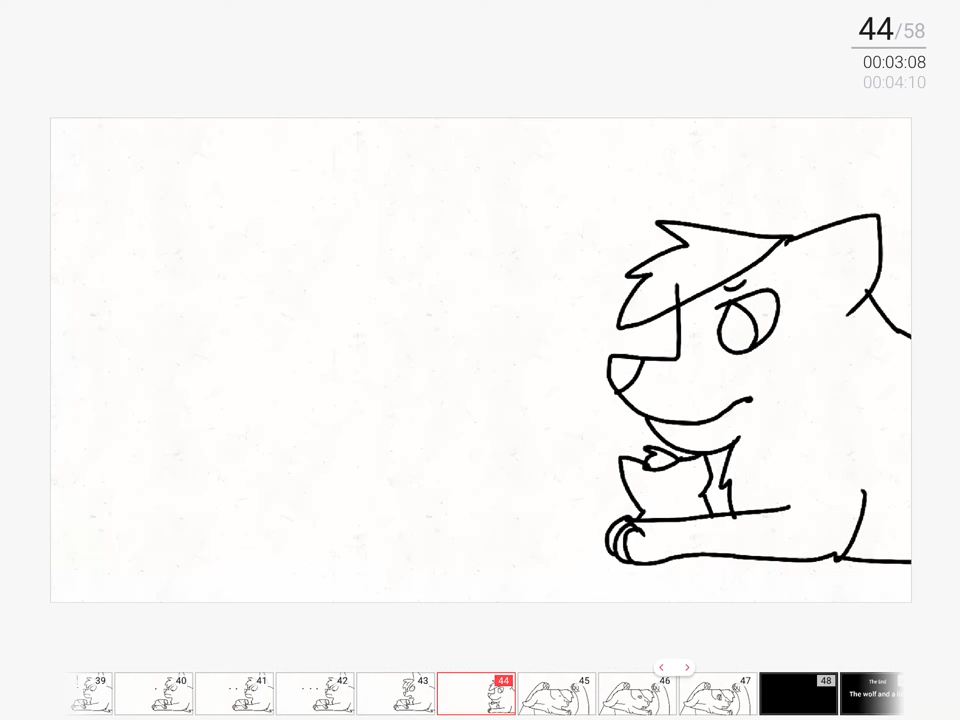 44/58
00:03:08
00:04:10
39 40 41 42 43 44 45 46 47 48
The End
The wolf and a